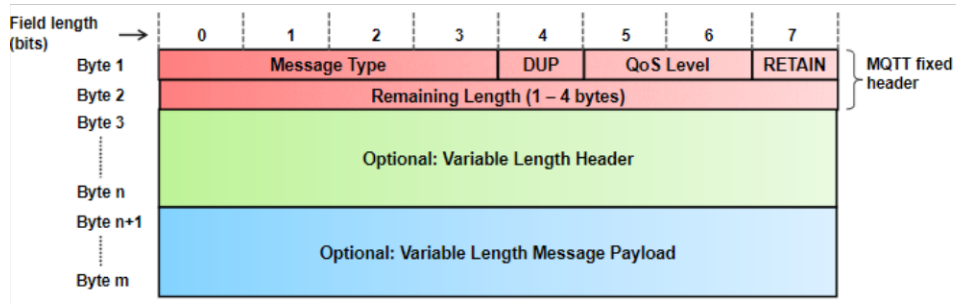 Field length
(bits)
0 1 2 3 4 5 6 7
Byte 1 Message Type DUP QoS Level RETAIN MQTT fixed
header
Byte 2 Remaining Length (1 – 4 bytes)
Byte 3
Optional: Variable Length Header
Byte n
Byte n+1
Optional: Variable Length Message Payload
Byte m